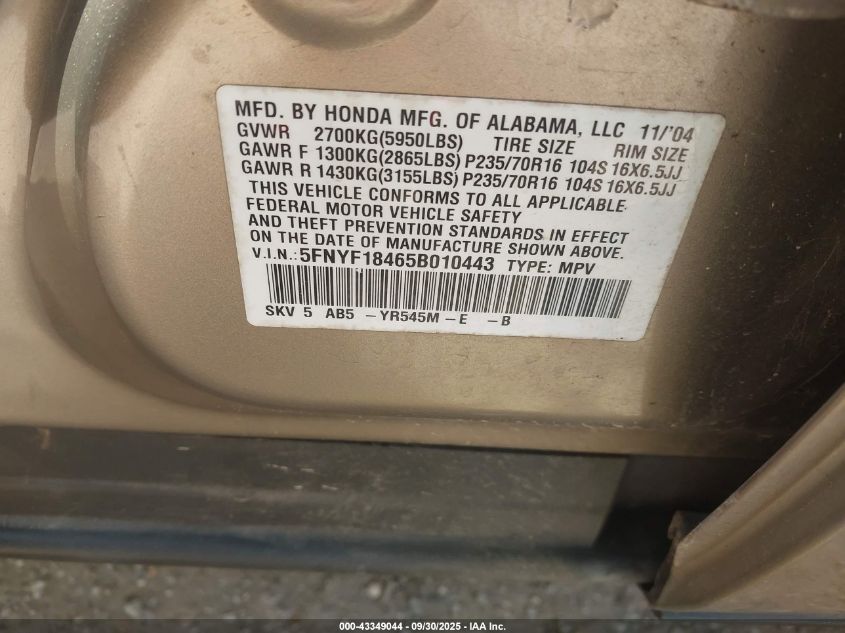 MFD. BY HONDA MFG. OF ALABAMA, LLC 11/'04
GVWR 2700KG(5950LBS) TIRE SIZE RIM SIZE
GAWR F 1300KG(2865LBS) P235/70R16 104S 16X6.5JJ
GAWR R 1430KG(3155LBS) P235/70R16 104S 16X6.5JJ
THIS VEHICLE CONFORMS TO ALL APPLICABLE
FEDERAL MOTOR VEHICLE SAFETY
AND THEFT PREVENTION STANDARDS IN EFFECT
ON THE DATE OF MANUFACTURE SHOWN ABOVE.
V.I.N.: 5FNYF18465B010443 TYPE: MPV
SKV 5 AB5 -YR545M -E -B
000-43349044 - 09/30/2025 - IAA Inc.